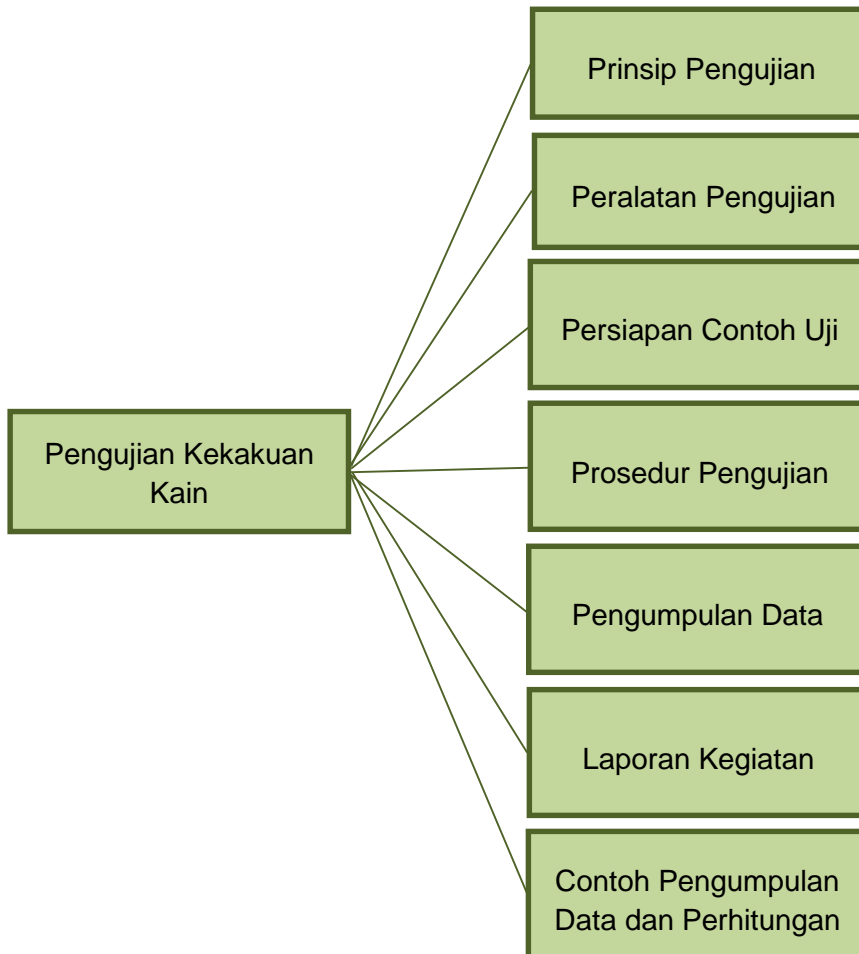 Prinsip Pengujian
Peralatan Pengujian
Persiapan Contoh Uji
Pengujian Kekakuan
Kain
Prosedur Pengujian
Pengumpulan Data
Laporan Kegiatan
Contoh Pengumpulan
Data dan Perhitungan